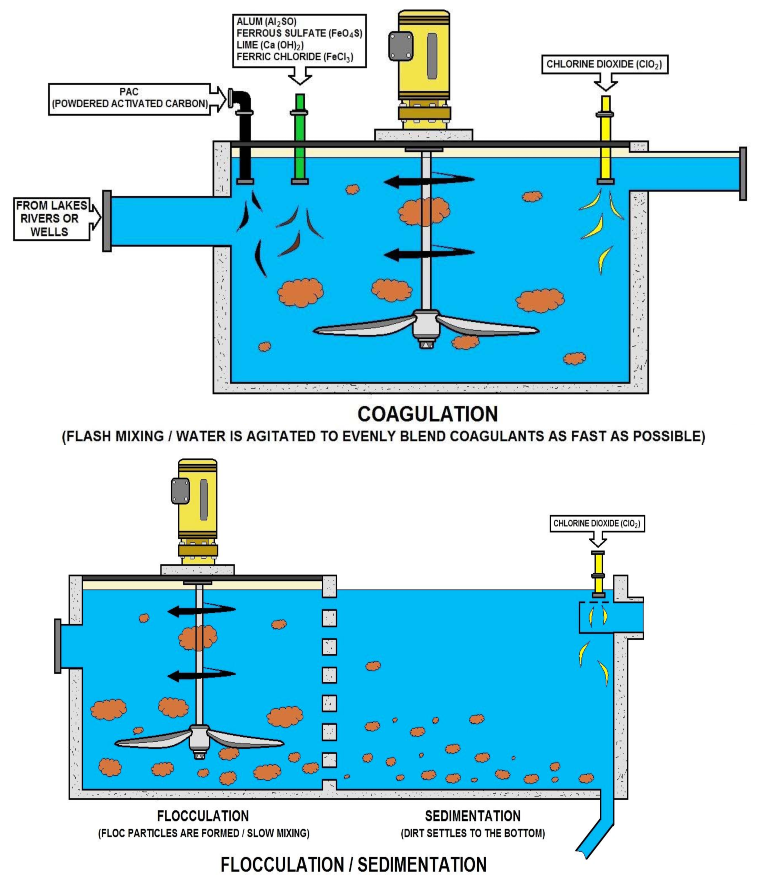 ALUM (Al₂SO)
FERROUS SULFATE (FeO₄S)
LIME (Ca (OH)₂)
FERRIC CHLORIDE (FeCl₃)
CHLORINE DIOXIDE (ClO₂)
PAC
(POWDERED ACTIVATED CARBON)
FROM LAKES,
RIVERS OR
WELLS
COAGULATION
(FLASH MIXING / WATER IS AGITATED TO EVENLY BLEND COAGULANTS AS FAST AS POSSIBLE)
CHLORINE DIOXIDE (ClO₂)
FLOCCULATION
(FLOC PARTICLES ARE FORMED / SLOW MIXING)
SEDIMENTATION
(DIRT SETTLES TO THE BOTTOM)
FLOCCULATION / SEDIMENTATION